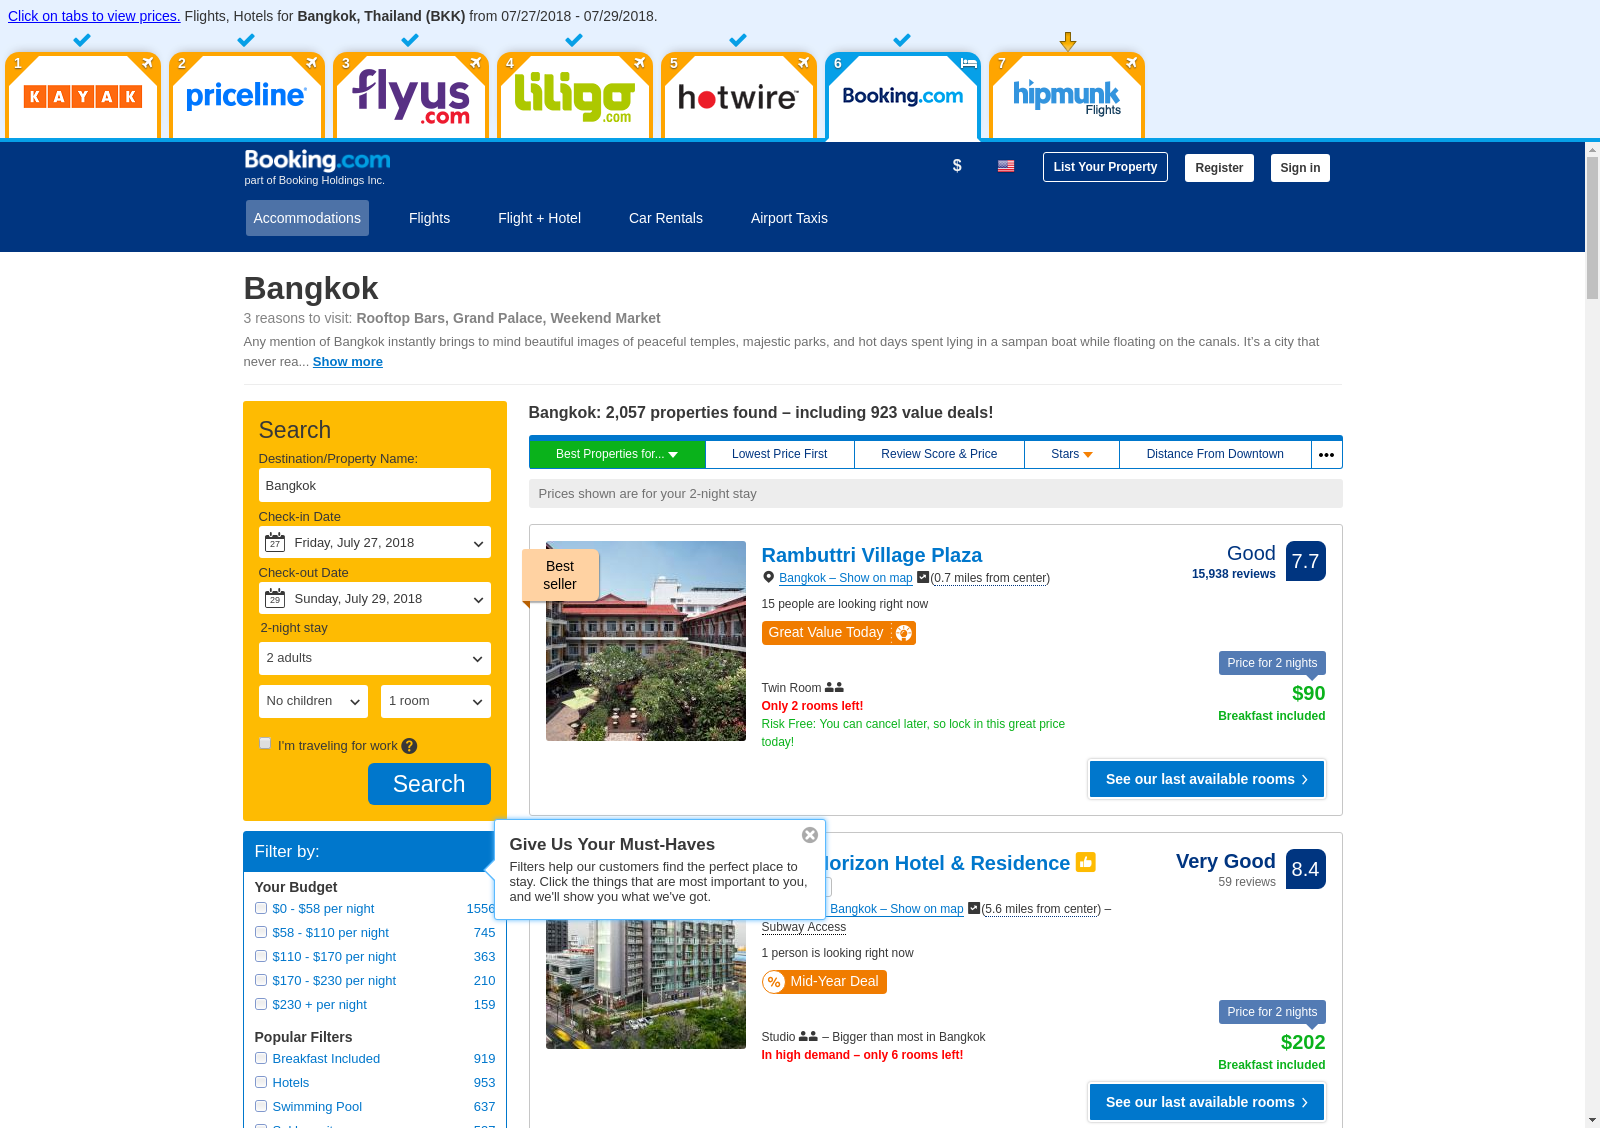 Click on tabs to view prices. Flights, Hotels for Bangkok, Thailand (BKK) from 07/27/2018 - 07/29/2018.
1 2 3 4 5 6 7
KAYAK priceline flyus.com liligo.com hotwire™ Booking.com hipmunk Flights
Booking.com
part of Booking Holdings Inc.
$ List Your Property Register Sign in
Accommodations Flights Flight + Hotel Car Rentals Airport Taxis
Bangkok
3 reasons to visit: Rooftop Bars, Grand Palace, Weekend Market
Any mention of Bangkok instantly brings to mind beautiful images of peaceful temples, majestic parks, and hot days spent lying in a sampan boat while floating on the canals. It's a city that
never rea... Show more
Search
Destination/Property Name:
Bangkok
Check-in Date
27 Friday, July 27, 2018
Check-out Date
29 Sunday, July 29, 2018
2-night stay
2 adults
No children 1 room
I'm traveling for work ?
Search
Filter by:
Your Budget
$0 - $58 per night 1556
$58 - $110 per night 745
$110 - $170 per night 363
$170 - $230 per night 210
$230 + per night 159
Popular Filters
Breakfast Included 919
Hotels 953
Swimming Pool 637
Give Us Your Must-Haves
Filters help our customers find the perfect place to
stay. Click the things that are most important to you,
and we'll show you what we've got.
Bangkok: 2,057 properties found – including 923 value deals!
Best Properties for... Lowest Price First Review Score & Price Stars Distance From Downtown •••
Prices shown are for your 2-night stay
Best
seller
Rambuttri Village Plaza
Bangkok – Show on map (0.7 miles from center)
15 people are looking right now
Great Value Today
Twin Room
Only 2 rooms left!
Risk Free: You can cancel later, so lock in this great price
today!
Good 7.7
15,938 reviews
Price for 2 nights
$90
Breakfast included
See our last available rooms
Horizon Hotel & Residence
Bangkok – Show on map (5.6 miles from center) –
Subway Access
1 person is looking right now
% Mid-Year Deal
Studio – Bigger than most in Bangkok
In high demand – only 6 rooms left!
Very Good 8.4
59 reviews
Price for 2 nights
$202
Breakfast included
See our last available rooms